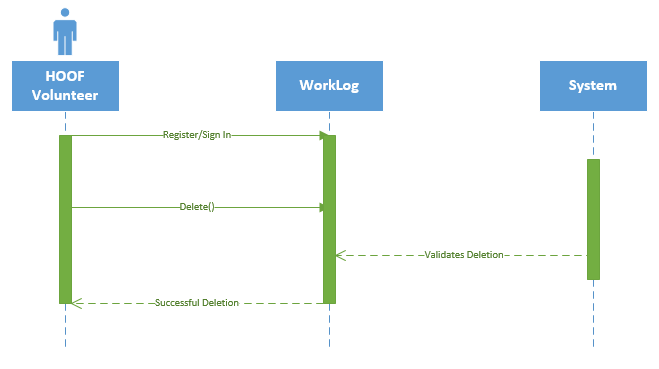 HOOF
Volunteer
WorkLog
System
Register/Sign In
Delete()
Validates Deletion
Successful Deletion